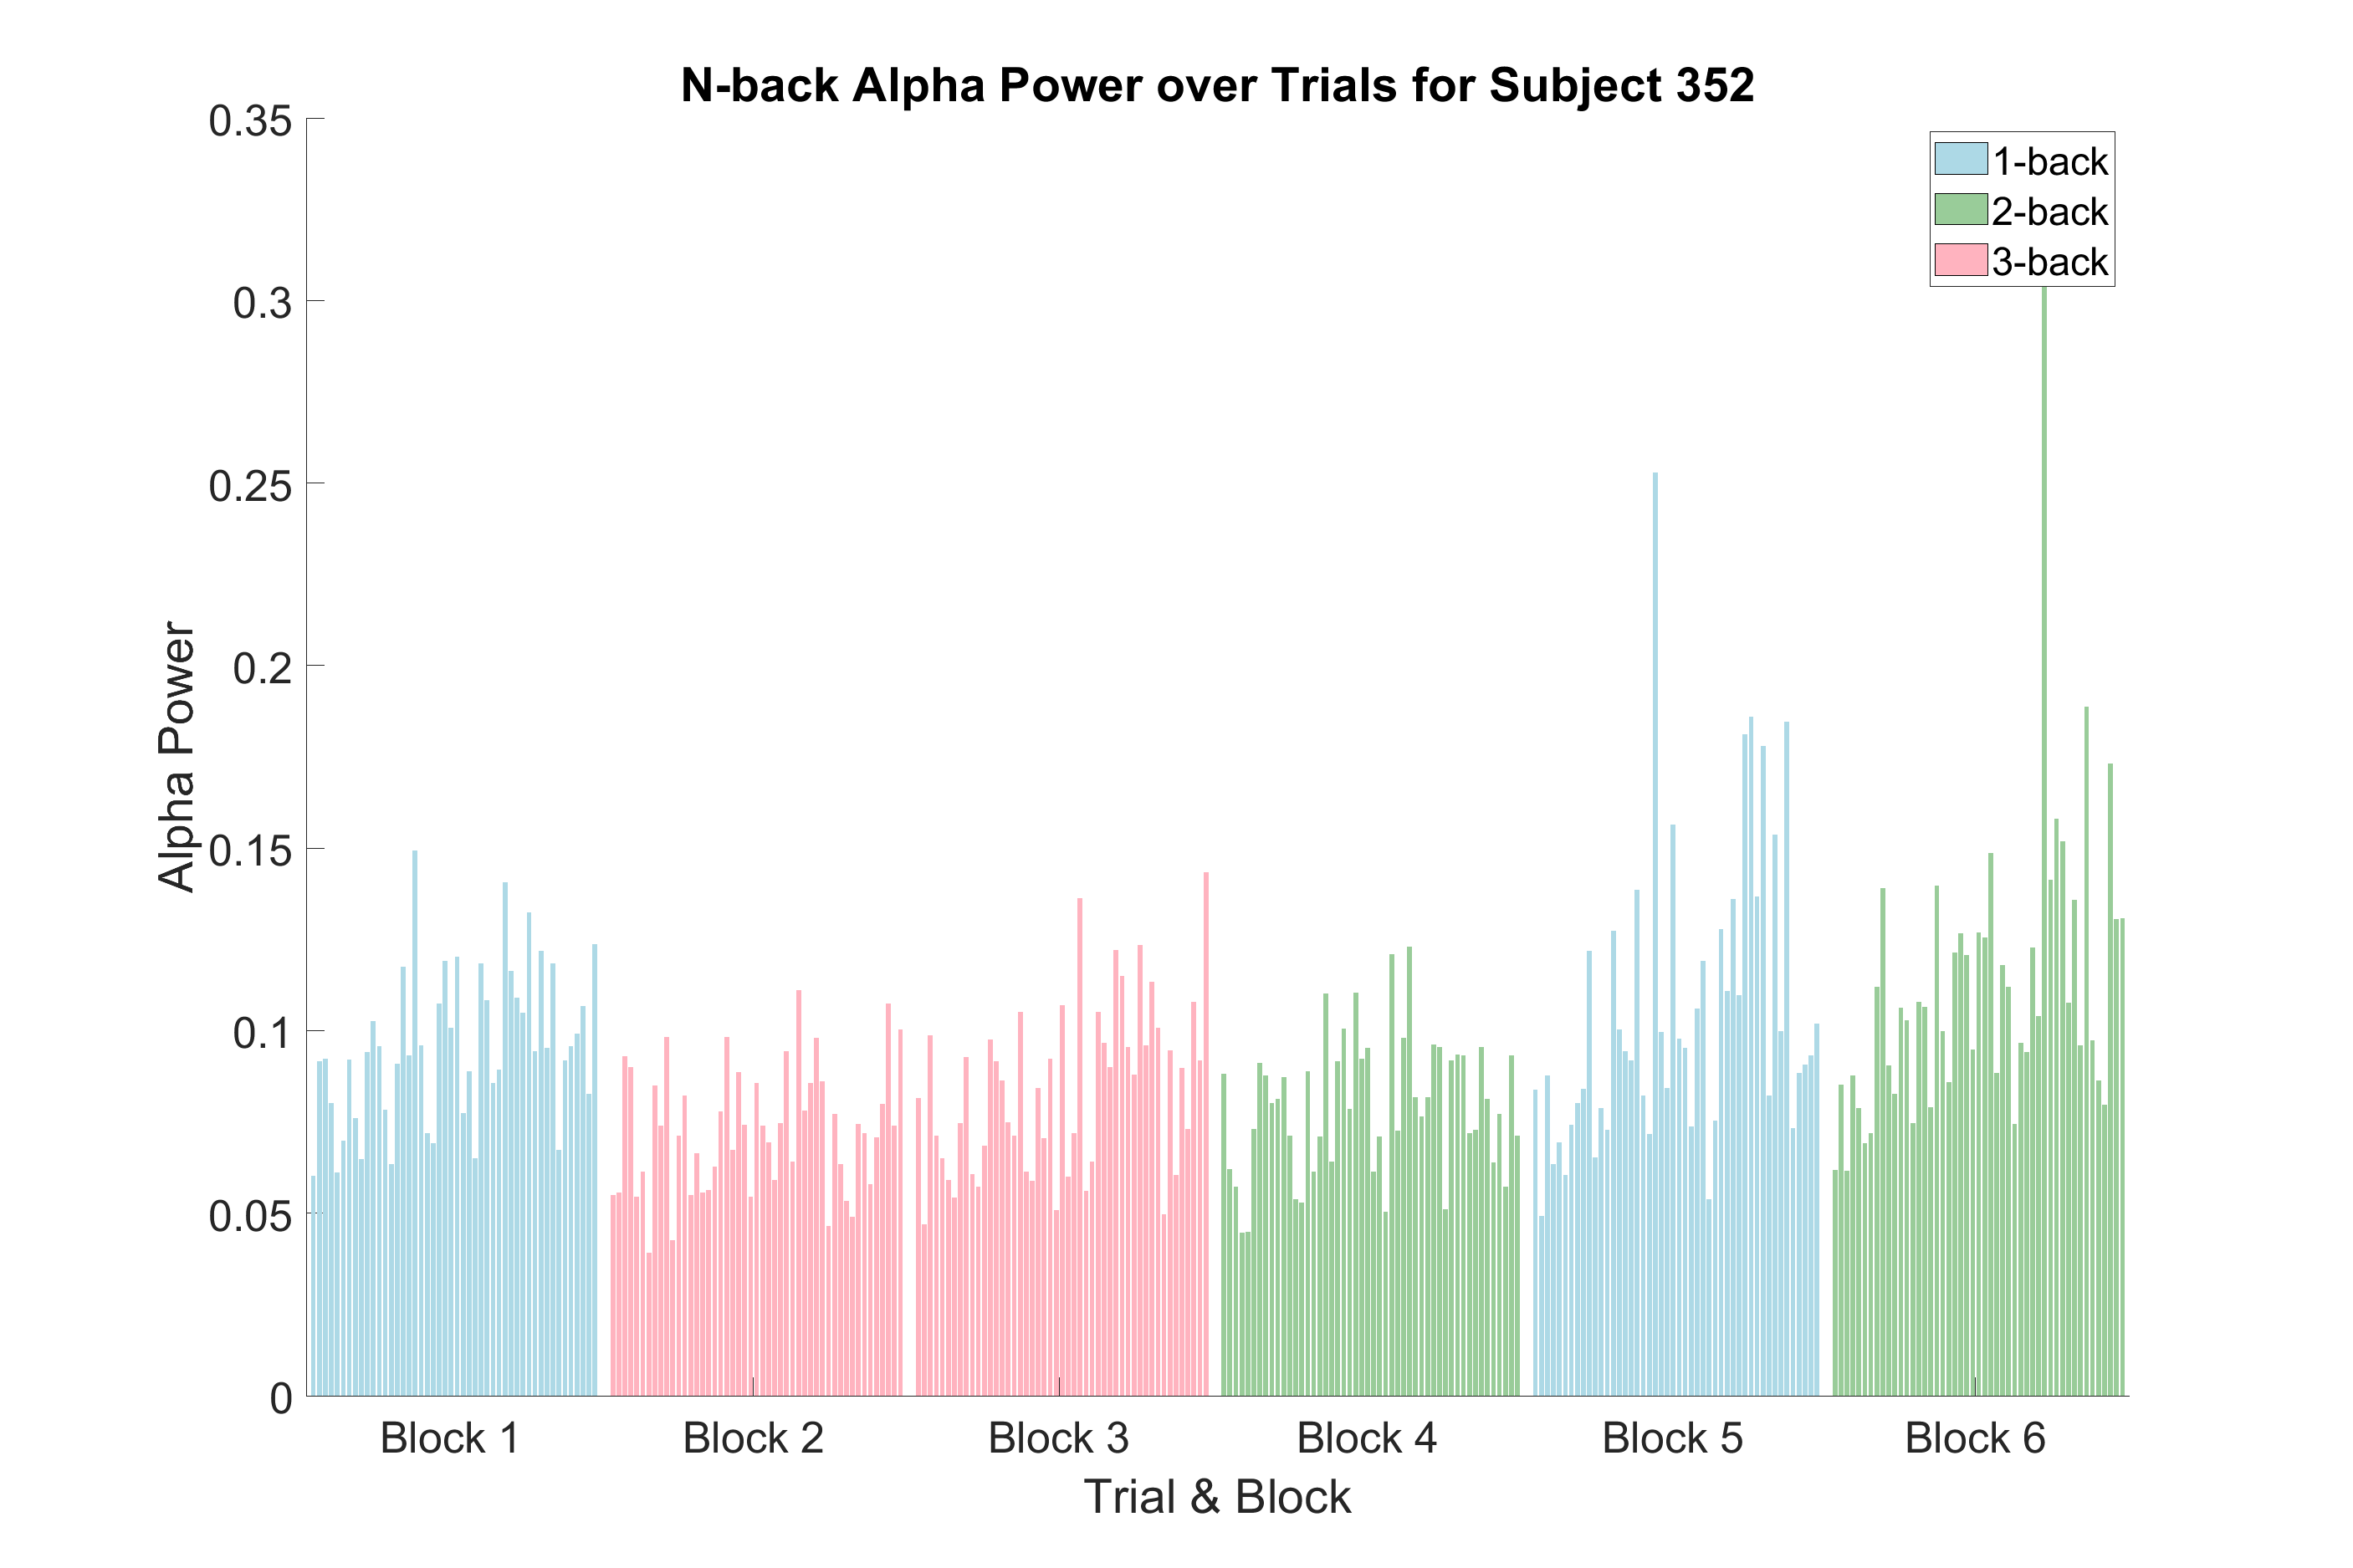 N-back Alpha Power over Trials for Subject 352
0.35
0.3
0.25
0.2
0.15
0.1
0.05
0
Alpha Power
1-back
2-back
3-back
Block 1
Block 2
Block 3
Block 4
Block 5
Block 6
Trial & Block